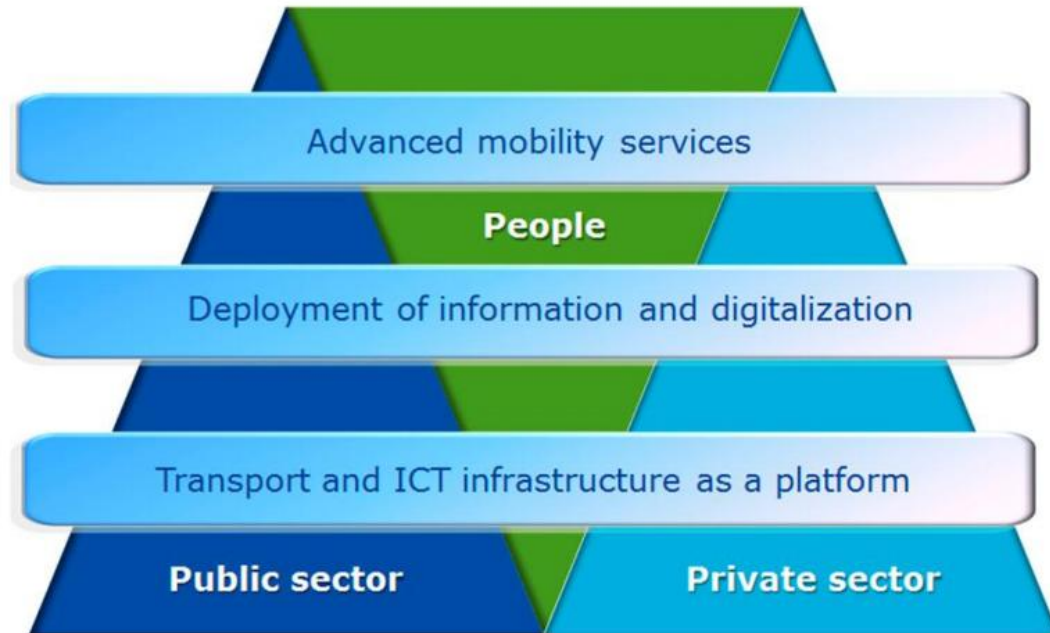 Advanced mobility services
People
Deployment of information and digitalization
Transport and ICT infrastructure as a platform
Public sector
Private sector